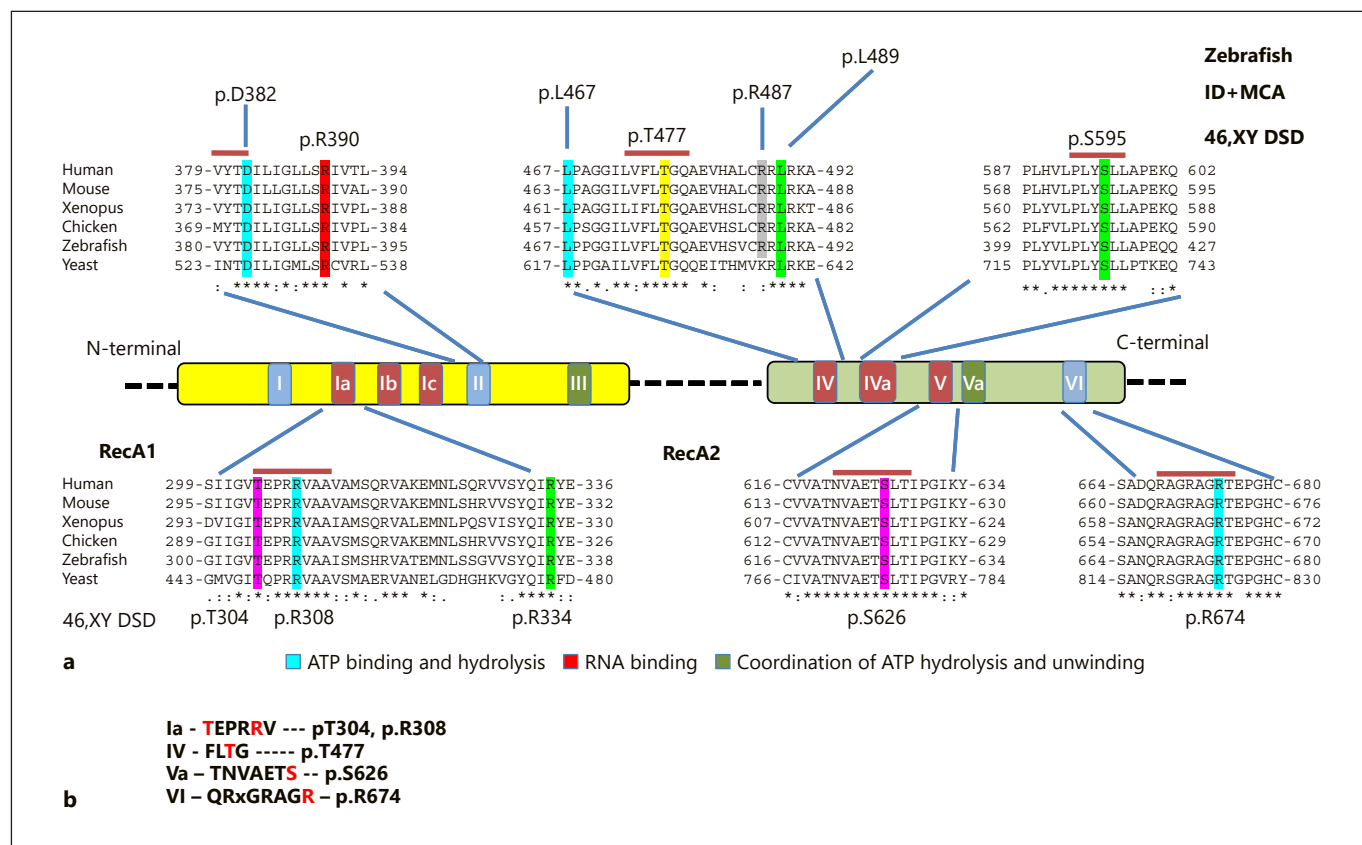 Zebrafish
ID+MCA
46,XY DSD
p.D382
p.R390
p.L467
p.T477
p.R487
p.L489
p.S595
Human 379-VYTDILIGLLSRIVTL-394 467-LPAGGILVFLTGQAEVHALCRRLRKA-492 587 PLHVLPLYSLLAPEKQ 602
Mouse 375-VYTDILLGLLSRIVAL-390 463-LPAGGILVFLTGQAEVHALCRRLRKA-488 566 PLYVLPLYSLLAPEKQ 595
Xenopus 373-VYTDILIGLLSRIVPL-388 461-LPAGGILIFLTGQAEVHSLCRRLRKT-486 560 PLYVLPLYSLLAPEKQ 588
Chicken 369-MYTDILIGLLSRIVPL-384 457-LPSGGILVFLTGQAEVHSLCRRLRKA-482 562 PLFVLPLYSLLAPEKQ 590
Zebrafish 380-VYTDILIGLLSRIVPL-395 467-LPPGGILVFLTGQAEVHSVCRRLRKA-492 399 PLYVLPLYSLLAPEQQ 427
Yeast 523-INTDILIGMLSRCVRL-538 617-LPPGAILVFLTGQQEITHMVKRLRKE-642 715 PLYVLPLYSLLPTKEQ 743
N-terminal
C-terminal
I Ia Ib Ic II III IV IVa V Va VI
RecA1
RecA2
Human 299-SIIGVTEPRRVAAVAMSQRVAKEMNLSQRVVSYQIRYE-336 616-CVVATNVAETSLTIPGIKY-634 664-SADQRAGRAGRTEPGHC-680
Mouse 295-SIIGVTEPRRVAAVAMSQRVAKEMNLSHRVVSYQIRYE-332 613-CVVATNVAETSLTIPGIKY-631 660-SADQRAGRAGRTEPGHC-676
Xenopus 293-DVIGITEPRRVAAIAMSQRVALEMNLPQSVISYQIRYE-330 607-CVVATNVAETSLTIPGIKY-624 658-SANQRAGRAGRTEPGHC-672
Chicken 289-GIIGITEPRRVAAVSMSQRVAKEMNLSHRVVSYQIRYE-326 612-CVVATNVAETSLTIPGIKY-629 654-SADQRAGRAGRTEPGHC-670
Zebrafish 300-GIIGVTEPRRVAAISMSHRVATEMNLSSGVVSYQIRYE-338 616-CVVATNVAETSLTIPGIKY-634 664-SANQRAGRAGRTEPGHC-680
Yeast 443-GMVGITQPRRVAAVSMAERVANELGDHGHKVGYQIRFD-480 766-CIVATNVAETSLTIPGVRY-784 814-SANQRSGRAGRTGPGHC-830
46,XY DSD
p.T304 p.R308 p.R334 p.S626 p.R674
a
ATP binding and hydrolysis RNA binding Coordination of ATP hydrolysis and unwinding
Ia - TEPRRV --- pT304, p.R308
IV - FLTG ----- p.T477
Va – TNVAETS -- p.S626
b VI – QRxGRAGR – p.R674